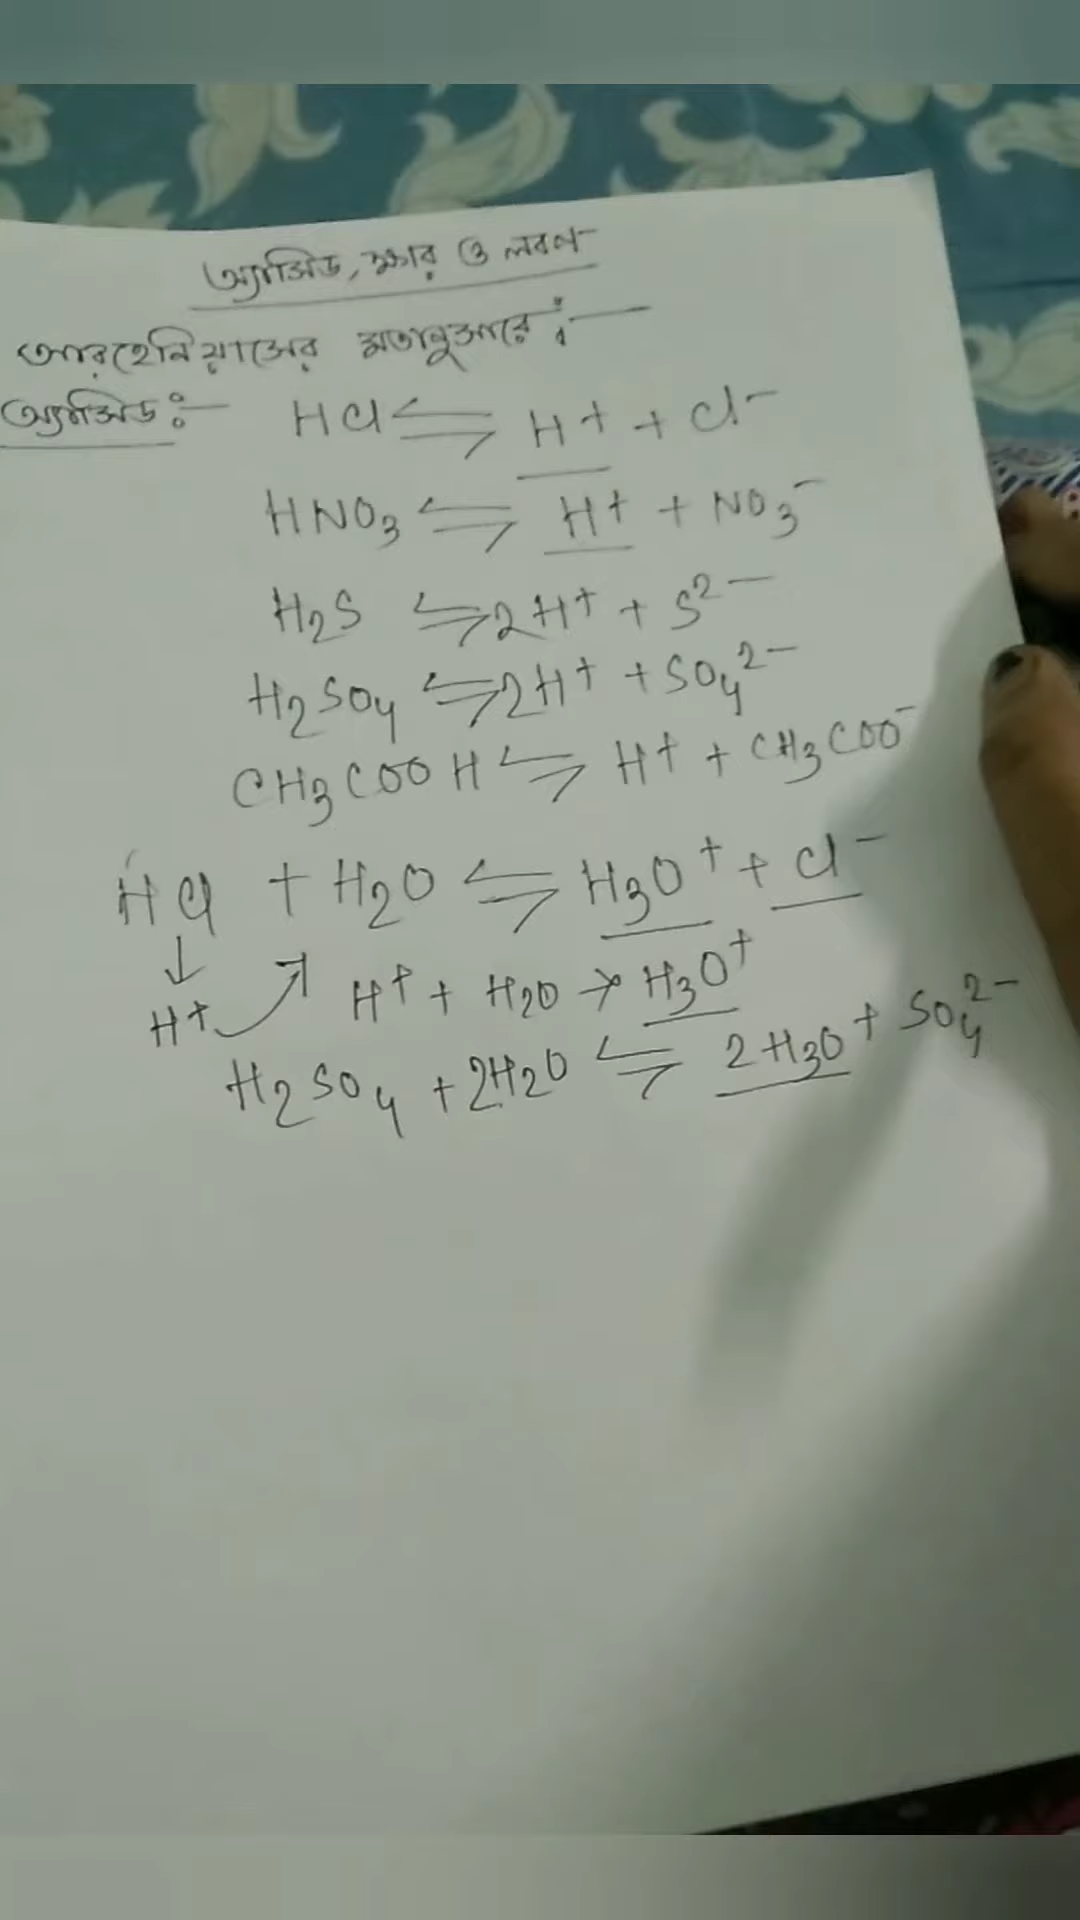 অ্যাসিড, ক্ষার ও লবণ
আরহেনিয়াসের মতানুসারে :—
অ্যাসিড :— HCl ⇌ H+ + Cl⁻
HNO₃ ⇌ H+ + NO₃⁻
H₂S ⇌ 2H+ + S²⁻
H₂SO₄ ⇌ 2H+ + SO₄²⁻
CH₃COOH ⇌ H+ + CH₃COO⁻
HCl + H₂O ⇌ H₃O⁺ + Cl⁻
↓
H+ ↗ H⁺ + H₂O → H₃O⁺
H₂SO₄ + 2H₂O ⇌ 2H₃O + SO₄²⁻